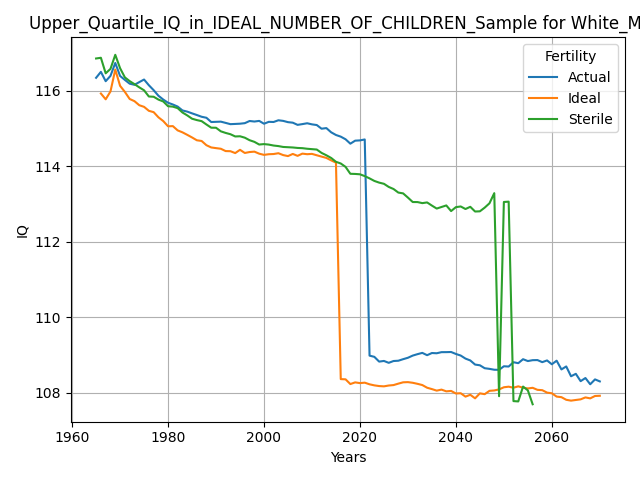 Upper_Quartile_IQ_in_IDEAL_NUMBER_OF_CHILDREN_Sample for White_M
Fertility
Actual
Ideal
Sterile
IQ
116
114
112
110
108
1960
1980
2000
2020
2040
2060
Years